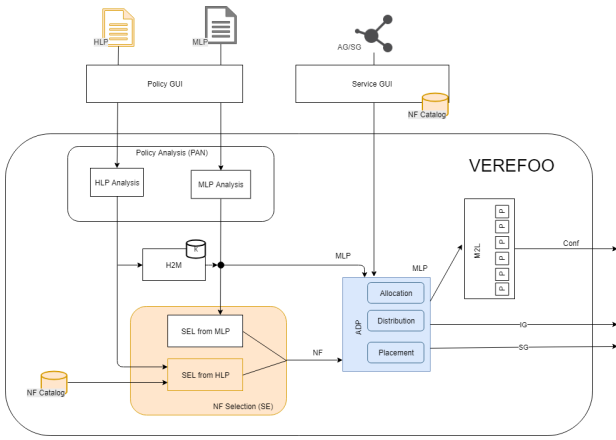 HLP
MLP
AG/SG
Policy GUI
Service GUI
NF Catalog
Policy Analysis (PAN)
VEREFOO
HLP Analysis
MLP Analysis
K
H2M
MLP
MLP
M2L
P
P
P
P
P
P
Conf
ADP
Allocation
Distribution
Placement
IG
SG
SEL from MLP
NF
SEL from HLP
NF Catalog
NF Selection (SE)